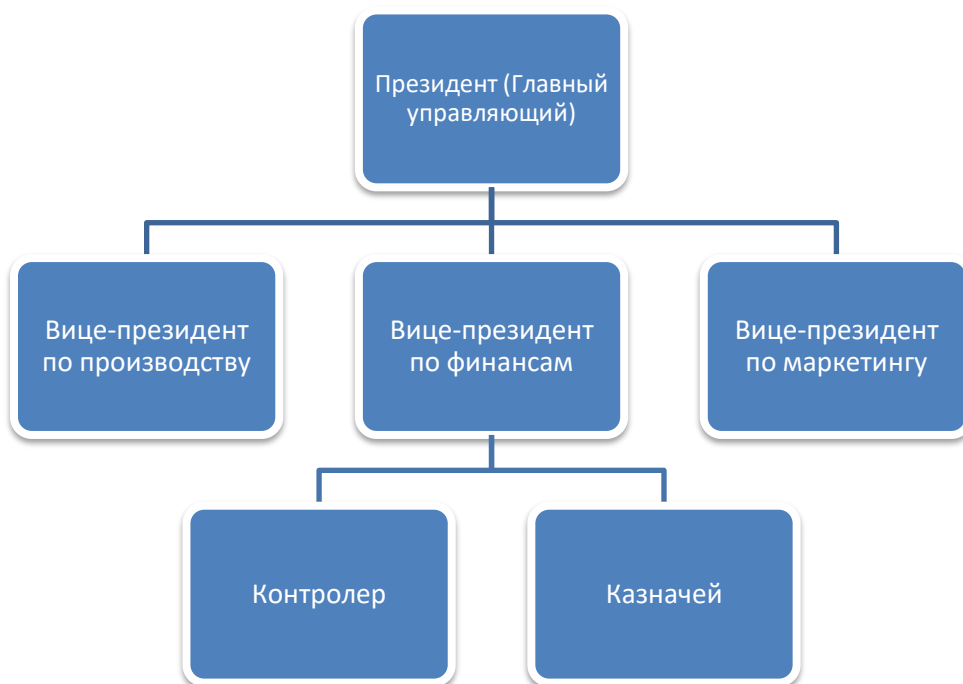 Президент (Главный
управляющий)
Вице-президент
по производству
Вице-президент
по финансам
Вице-президент
по маркетингу
Контролер
Казначей